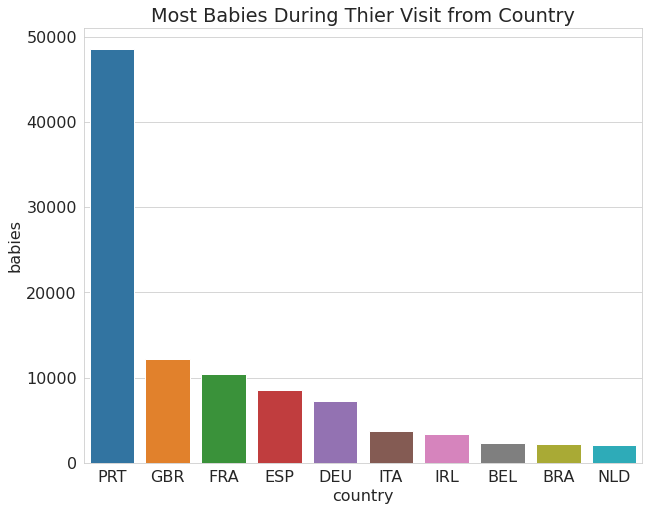 Most Babies During Thier Visit from Country
50000
40000
30000
20000
10000
0
babies
PRT GBR FRA ESP DEU ITA IRL BEL BRA NLD
country